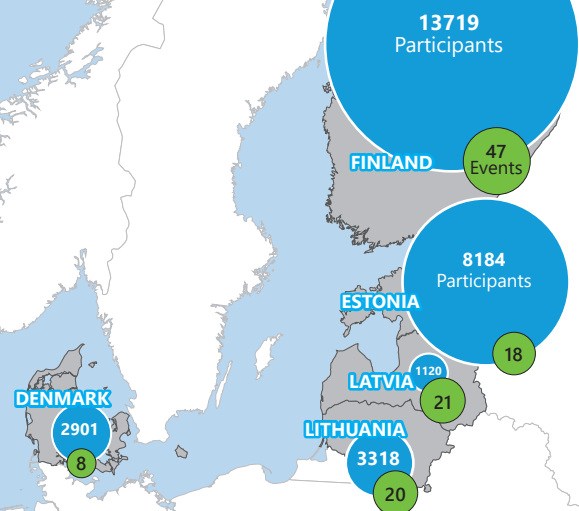 13719
Participants
FINLAND
47
Events
8184
Participants
ESTONIA
18
1120
LATVIA
21
DENMARK
2901
8
LITHUANIA
3318
20